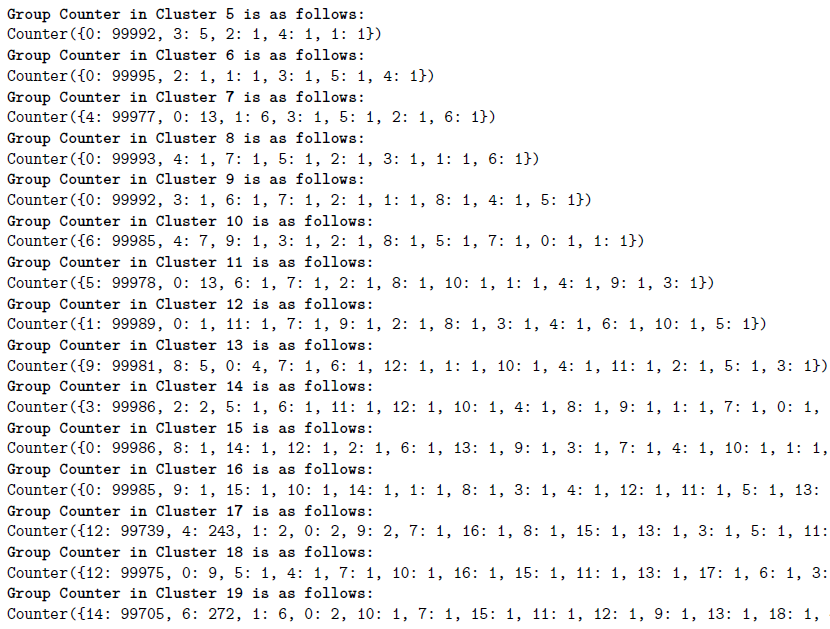 Group Counter in Cluster 5 is as follows:
Counter({0: 99992, 3: 5, 2: 1, 4: 1, 1: 1})
Group Counter in Cluster 6 is as follows:
Counter({0: 99995, 2: 1, 1: 1, 3: 1, 5: 1, 4: 1})
Group Counter in Cluster 7 is as follows:
Counter({4: 99977, 0: 13, 1: 6, 3: 1, 5: 1, 2: 1, 6: 1})
Group Counter in Cluster 8 is as follows:
Counter({0: 99993, 4: 1, 7: 1, 5: 1, 2: 1, 3: 1, 1: 1, 6: 1})
Group Counter in Cluster 9 is as follows:
Counter({0: 99992, 3: 1, 6: 1, 7: 1, 2: 1, 1: 1, 8: 1, 4: 1, 5: 1})
Group Counter in Cluster 10 is as follows:
Counter({6: 99985, 4: 7, 9: 1, 3: 1, 2: 1, 8: 1, 5: 1, 7: 1, 0: 1, 1: 1})
Group Counter in Cluster 11 is as follows:
Counter({5: 99978, 0: 13, 6: 1, 7: 1, 2: 1, 8: 1, 10: 1, 1: 1, 4: 1, 9: 1, 3: 1})
Group Counter in Cluster 12 is as follows:
Counter({1: 99989, 0: 1, 11: 1, 7: 1, 9: 1, 2: 1, 8: 1, 3: 1, 4: 1, 6: 1, 10: 1, 5: 1})
Group Counter in Cluster 13 is as follows:
Counter({9: 99981, 8: 5, 0: 4, 7: 1, 6: 1, 12: 1, 1: 1, 10: 1, 4: 1, 11: 1, 2: 1, 5: 1, 3: 1})
Group Counter in Cluster 14 is as follows:
Counter({3: 99986, 2: 2, 5: 1, 6: 1, 11: 1, 12: 1, 10: 1, 4: 1, 8: 1, 9: 1, 1: 1, 7: 1, 0: 1,
Group Counter in Cluster 15 is as follows:
Counter({0: 99986, 8: 1, 14: 1, 12: 1, 2: 1, 6: 1, 13: 1, 9: 1, 3: 1, 7: 1, 4: 1, 10: 1, 1: 1,
Group Counter in Cluster 16 is as follows:
Counter({0: 99985, 9: 1, 15: 1, 10: 1, 14: 1, 1: 1, 8: 1, 3: 1, 4: 1, 12: 1, 11: 1, 5: 1, 13:
Group Counter in Cluster 17 is as follows:
Counter({12: 99739, 4: 243, 1: 2, 0: 2, 9: 2, 7: 1, 16: 1, 8: 1, 15: 1, 13: 1, 3: 1, 5: 1, 11:
Group Counter in Cluster 18 is as follows:
Counter({12: 99975, 0: 9, 5: 1, 4: 1, 7: 1, 10: 1, 16: 1, 15: 1, 11: 1, 13: 1, 17: 1, 6: 1, 3:
Group Counter in Cluster 19 is as follows:
Counter({14: 99705, 6: 272, 1: 6, 0: 2, 10: 1, 7: 1, 15: 1, 11: 1, 12: 1, 9: 1, 13: 1, 18: 1,